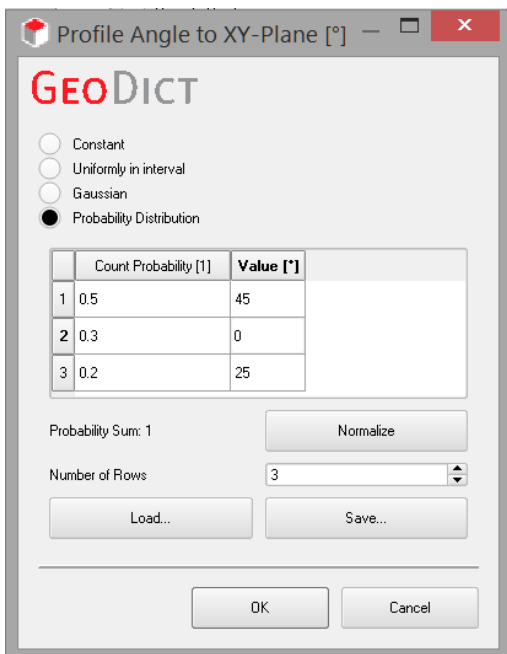 Profile Angle to XY-Plane [°]
GEODICT
Constant
Uniformly in interval
Gaussian
Probability Distribution
Count Probability [1] Value [°]
1 0.5 45
2 0.3 0
3 0.2 25
Probability Sum: 1 Normalize
Number of Rows 3
Load... Save...
OK Cancel